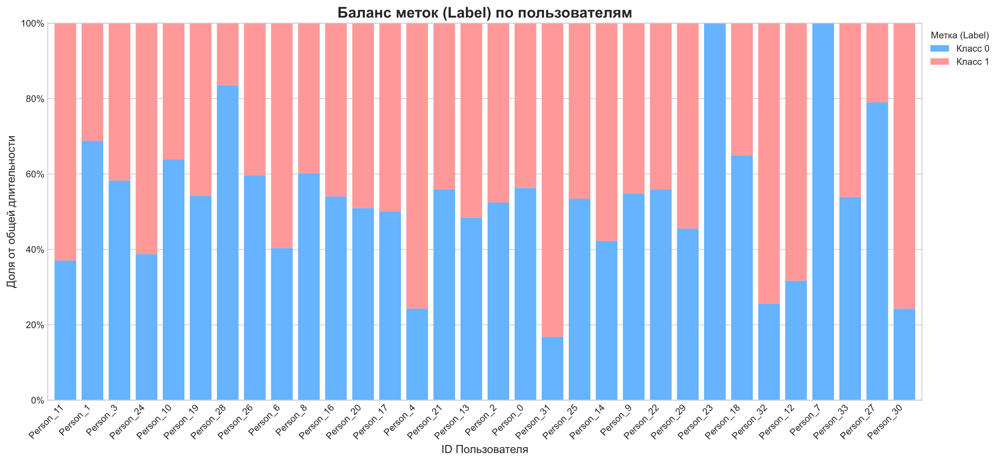 Баланс меток (Label) по пользователям
100%
80%
60%
40%
20%
0%
Доля от общей длительности
Метка (Label)
Класс 0
Класс 1
Person_11
Person_1
Person_3
Person_24
Person_10
Person_19
Person_28
Person_26
Person_6
Person_8
Person_16
Person_20
Person_17
Person_4
Person_21
Person_13
Person_2
Person_0
Person_31
Person_25
Person_14
Person_9
Person_22
Person_29
Person_23
Person_18
Person_32
Person_12
Person_7
Person_33
Person_27
Person_30
ID Пользователя